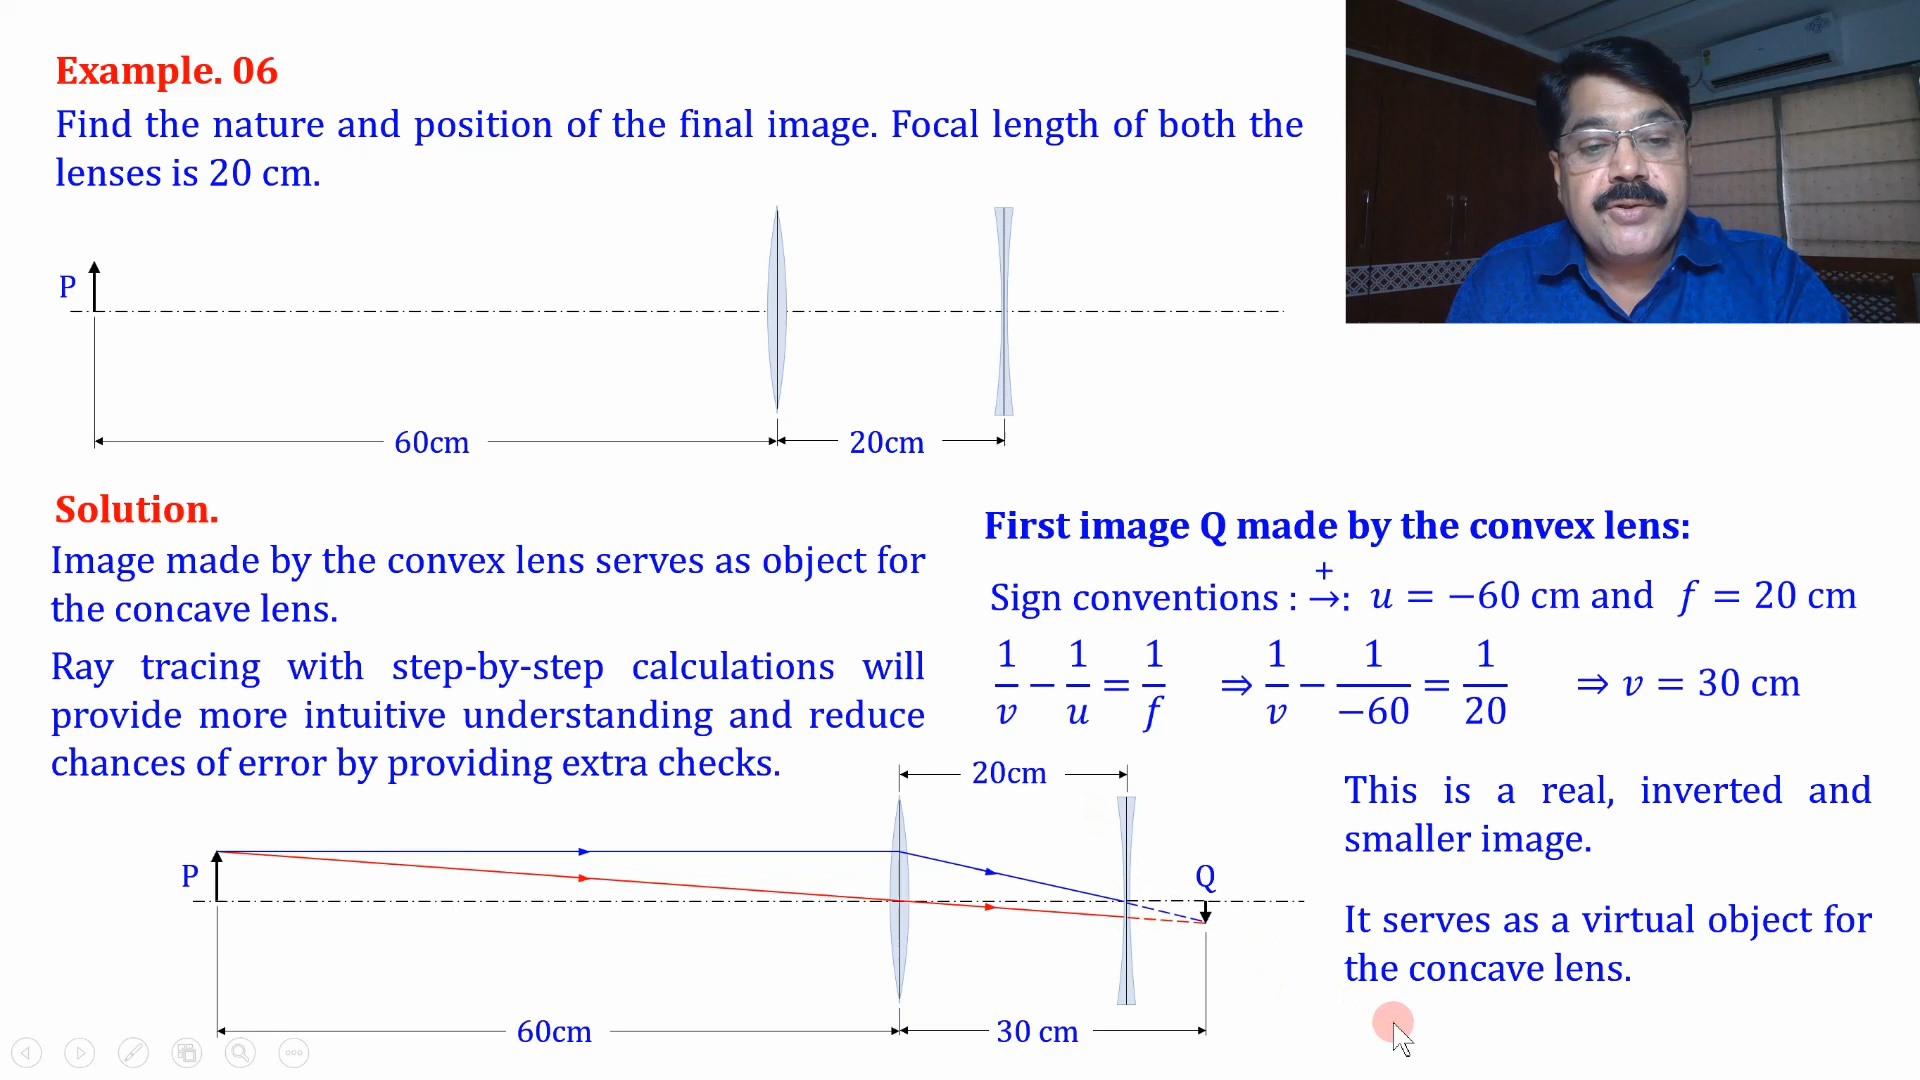 Example. 06
Find the nature and position of the final image. Focal length of both the
lenses is 20 cm.
P
60cm
20cm
Solution.
Image made by the convex lens serves as object for
the concave lens.
Ray tracing with step-by-step calculations will
provide more intuitive understanding and reduce
chances of error by providing extra checks.
First image Q made by the convex lens:
Sign conventions : +→: u = −60 cm and f = 20 cm
1/v − 1/u = 1/f ⇒ 1/v − 1/−60 = 1/20 ⇒ v = 30 cm
This is a real, inverted and
smaller image.
It serves as a virtual object for
the concave lens.
20cm
P
Q
60cm
30 cm